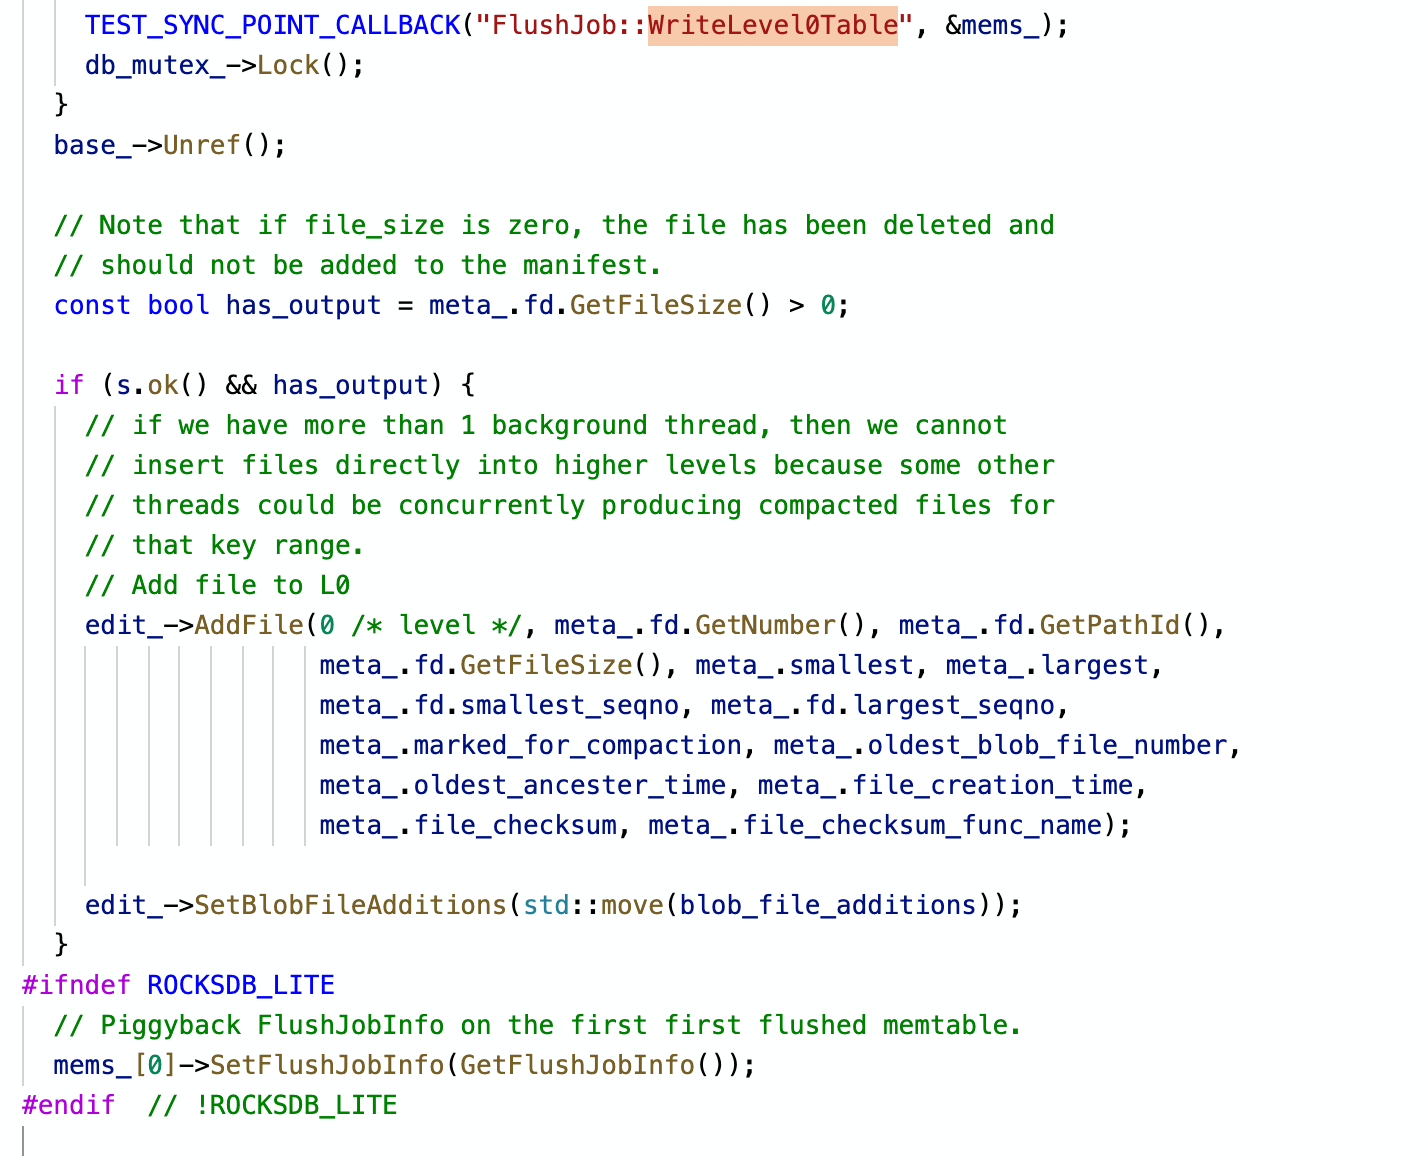 TEST_SYNC_POINT_CALLBACK("FlushJob::WriteLevel0Table", &mems_);
db_mutex_->Lock();
}
base_->Unref();
// Note that if file_size is zero, the file has been deleted and
// should not be added to the manifest.
const bool has_output = meta_.fd.GetFileSize() > 0;
if (s.ok() && has_output) {
// if we have more than 1 background thread, then we cannot
// insert files directly into higher levels because some other
// threads could be concurrently producing compacted files for
// that key range.
// Add file to L0
edit_->AddFile(0 /* level */, meta_.fd.GetNumber(), meta_.fd.GetPathId(),
meta_.fd.GetFileSize(), meta_.smallest, meta_.largest,
meta_.fd.smallest_seqno, meta_.fd.largest_seqno,
meta_.marked_for_compaction, meta_.oldest_blob_file_number,
meta_.oldest_ancester_time, meta_.file_creation_time,
meta_.file_checksum, meta_.file_checksum_func_name);
edit_->SetBlobFileAdditions(std::move(blob_file_additions));
}
#ifndef ROCKSDB_LITE
// Piggyback FlushJobInfo on the first first flushed memtable.
mems_[0]->SetFlushJobInfo(GetFlushJobInfo());
#endif  // !ROCKSDB_LITE